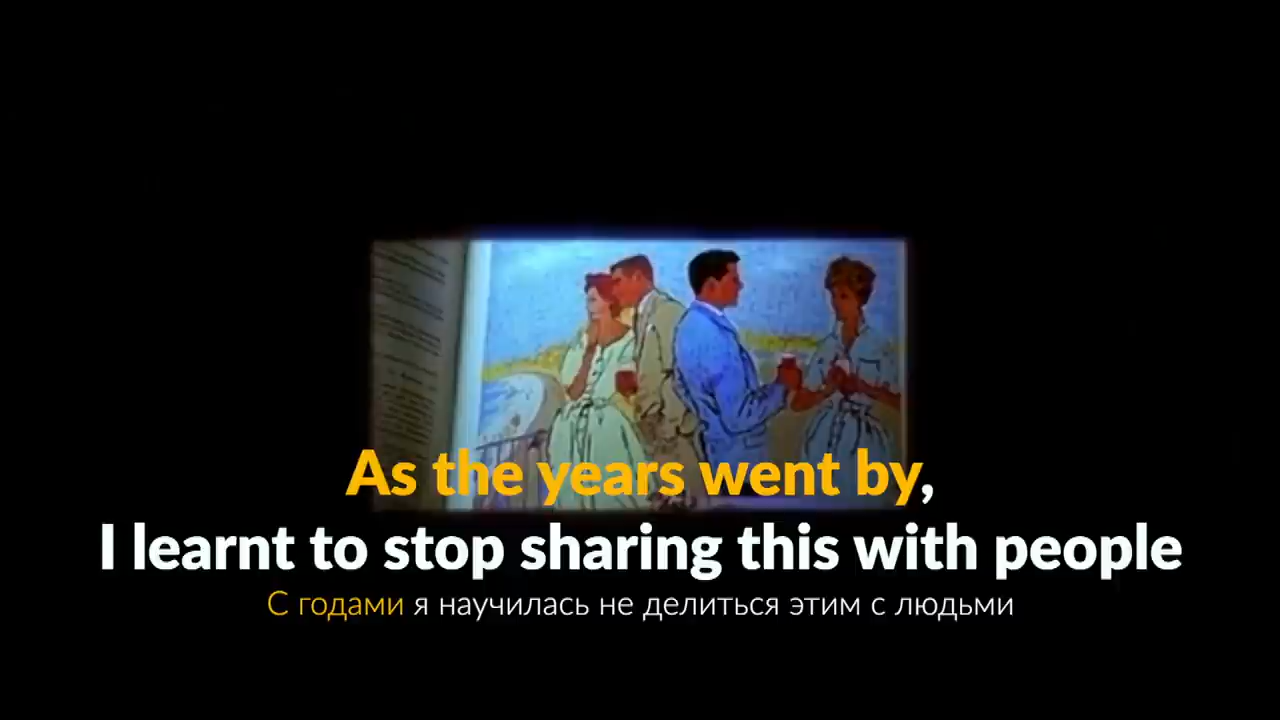 As the years went by,
I learnt to stop sharing this with people
С годами я научилась не делиться этим с людьми